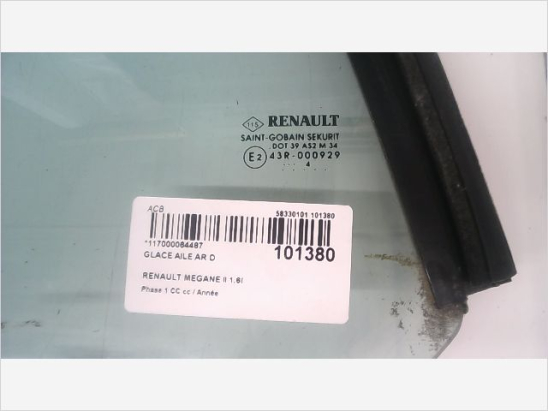 115 RENAULT
SAINT-GOBAIN SEKURIT
DOT 39 AS2 M 34
E2 43R-000929
4
ACB
58330101 101380
*117000064487
101380
GLACE AILE AR D
RENAULT MEGANE II 1.6I
Phase 1 CC cc / Année